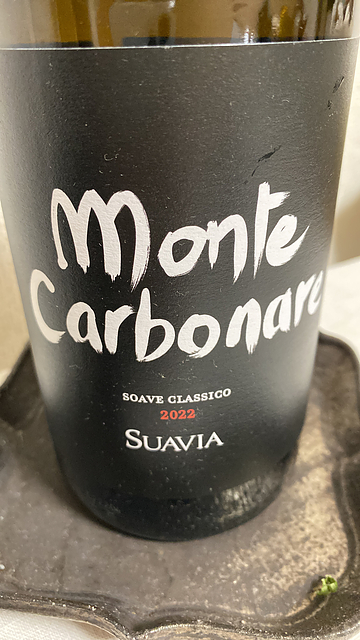 Monte
Carbonare
SOAVE CLASSICO
2022
SUAVIA